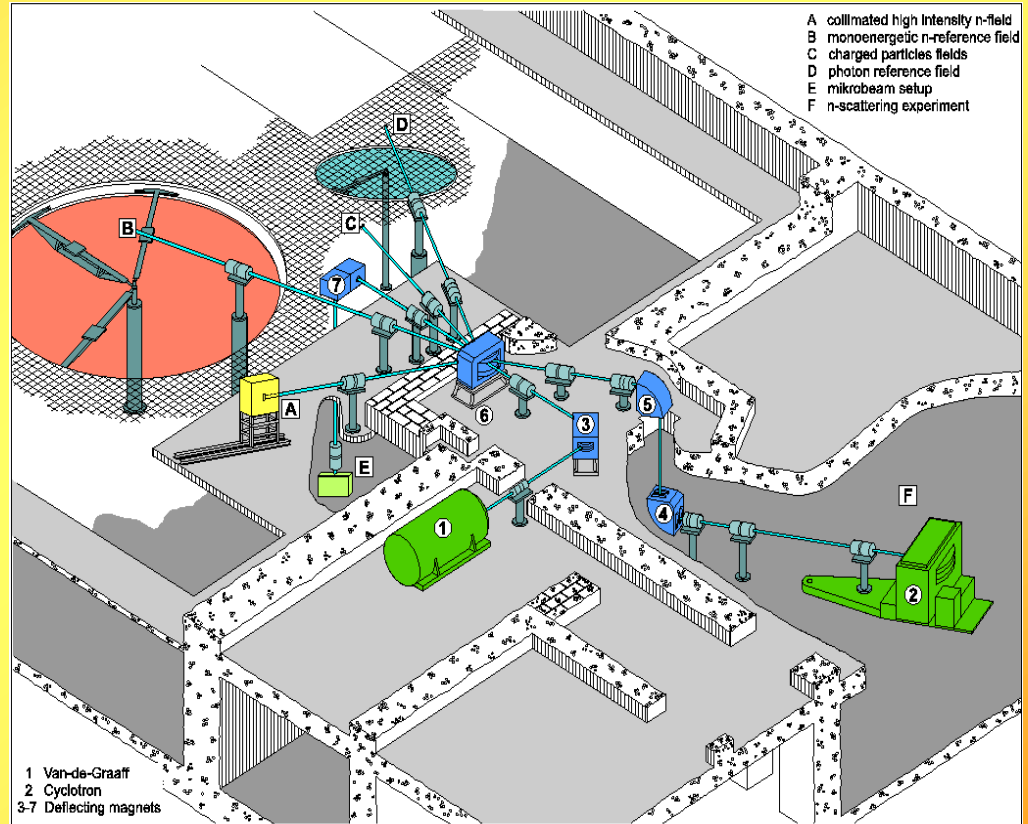 A collimated high intensity n-field
B monoenergetic n-reference field
C charged particles fields
D photon reference field
E mikrobeam setup
F n-scattering experiment
D
C
B
7
A
6
5
3
E
F
4
1
2
1 Van-de-Graaff
2 Cyclotron
3-7 Deflecting magnets